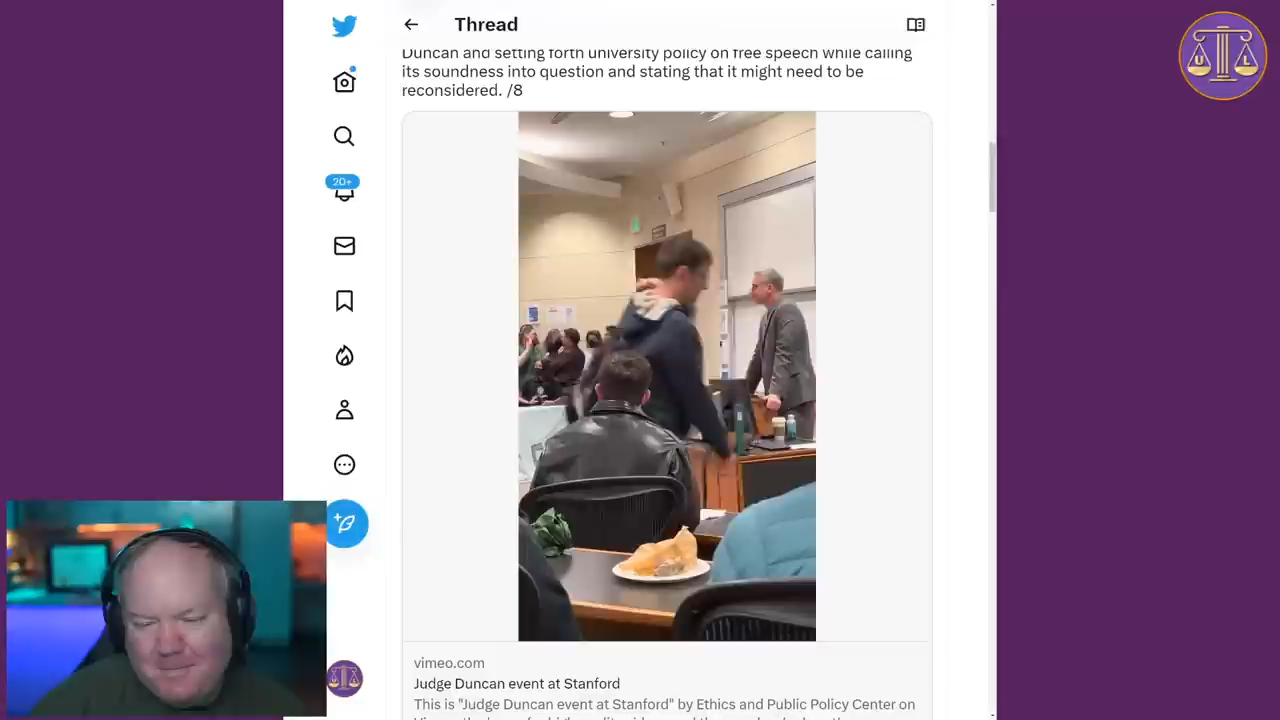 Thread
Duncan and setting forth university policy on free speech while calling
its soundness into question and stating that it might need to be
reconsidered. /8
20+
U L
vimeo.com
Judge Duncan event at Stanford
This is "Judge Duncan event at Stanford" by Ethics and Public Policy Center on